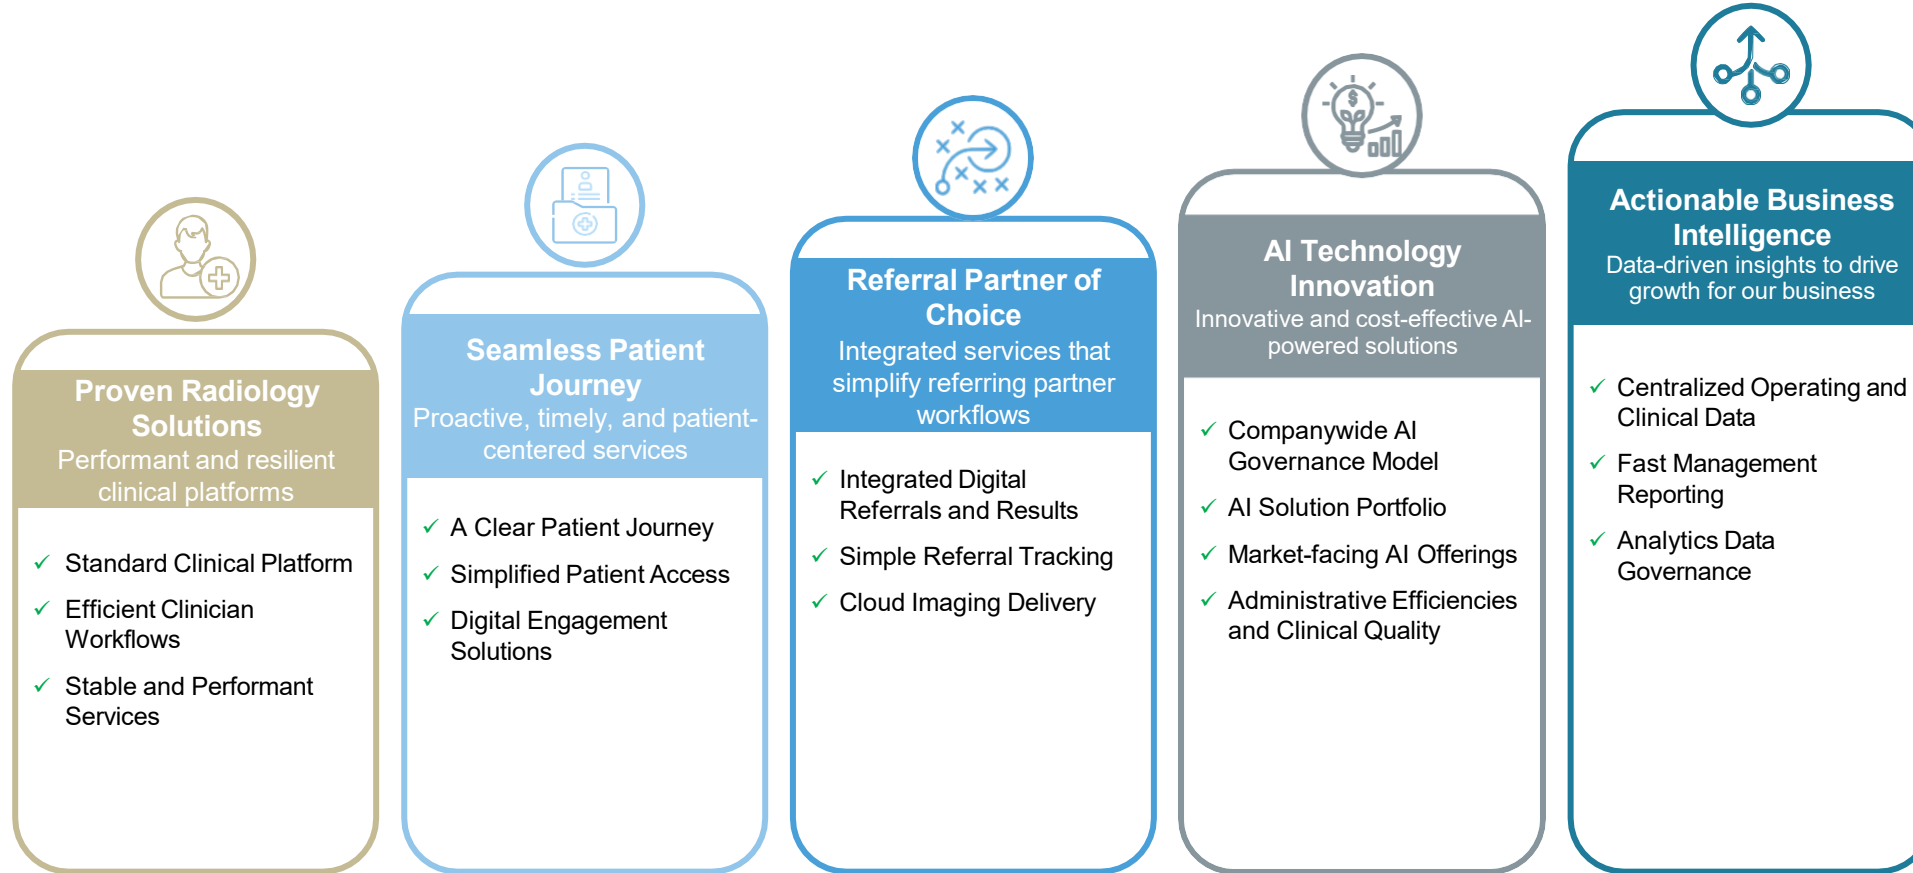 Proven Radiology
Solutions
Performant and resilient
clinical platforms
Standard Clinical Platform
Efficient Clinician
Workflows
Stable and Performant
Services
Seamless Patient
Journey
Proactive, timely, and patient-
centered services
A Clear Patient Journey
Simplified Patient Access
Digital Engagement
Solutions
Referral Partner of
Choice
Integrated services that
simplify referring partner
workflows
Integrated Digital
Referrals and Results
Simple Referral Tracking
Cloud Imaging Delivery
AI Technology
Innovation
Innovative and cost-effective AI-
powered solutions
Companywide AI
Governance Model
AI Solution Portfolio
Market-facing AI Offerings
Administrative Efficiencies
and Clinical Quality
Actionable Business
Intelligence
Data-driven insights to drive
growth for our business
Centralized Operating and
Clinical Data
Fast Management
Reporting
Analytics Data
Governance